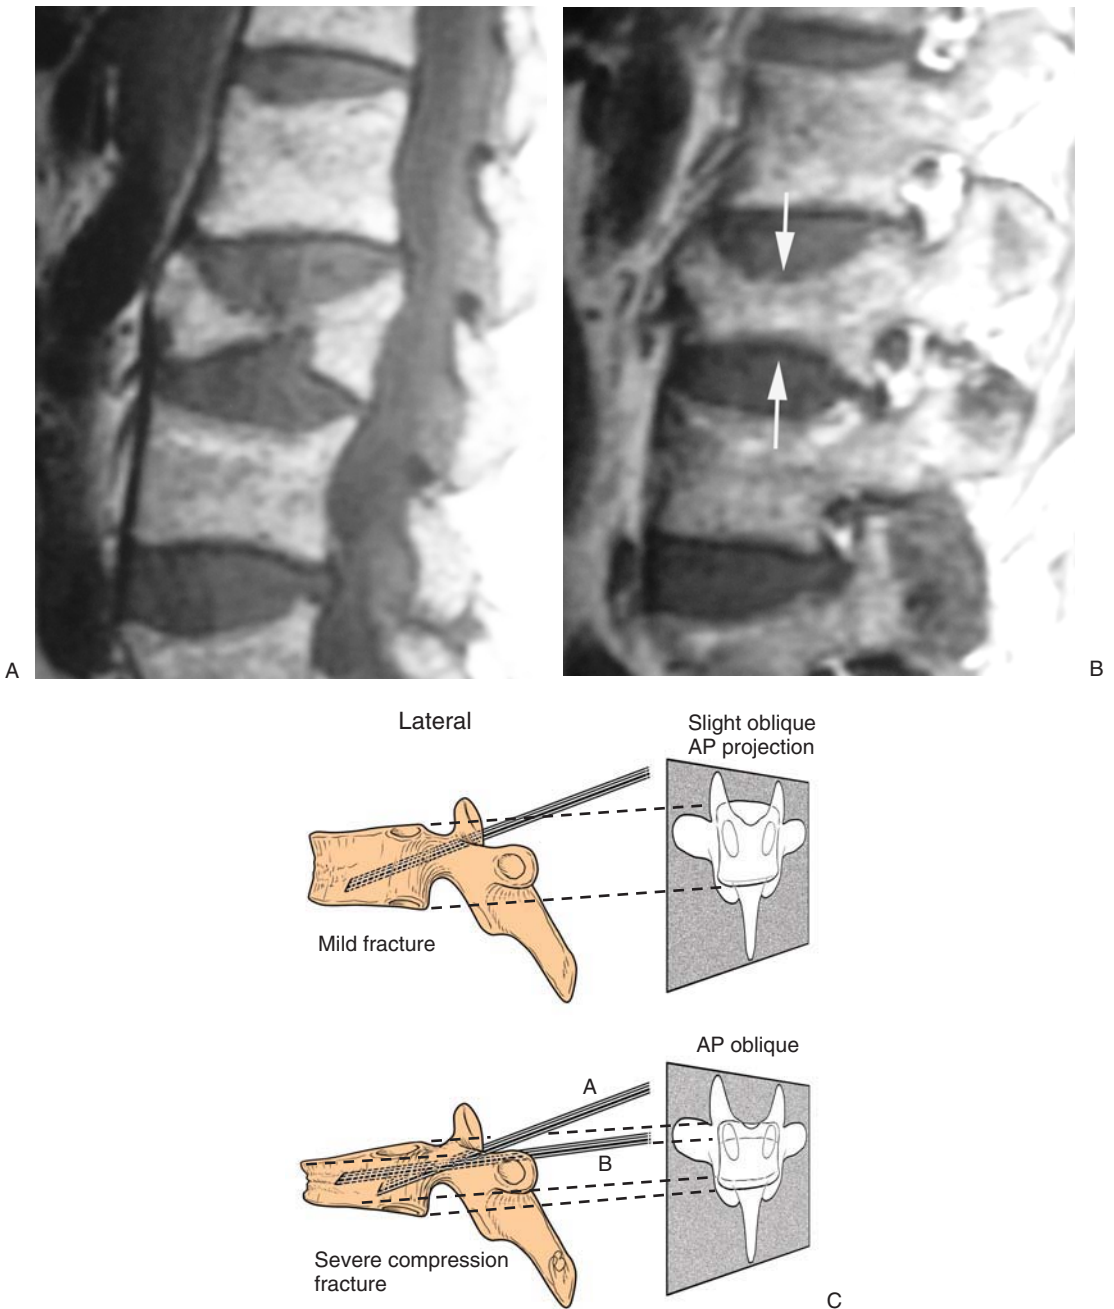 A
B
Lateral
Slight oblique
AP projection
Mild fracture
AP oblique
A
B
Severe compression
fracture
C